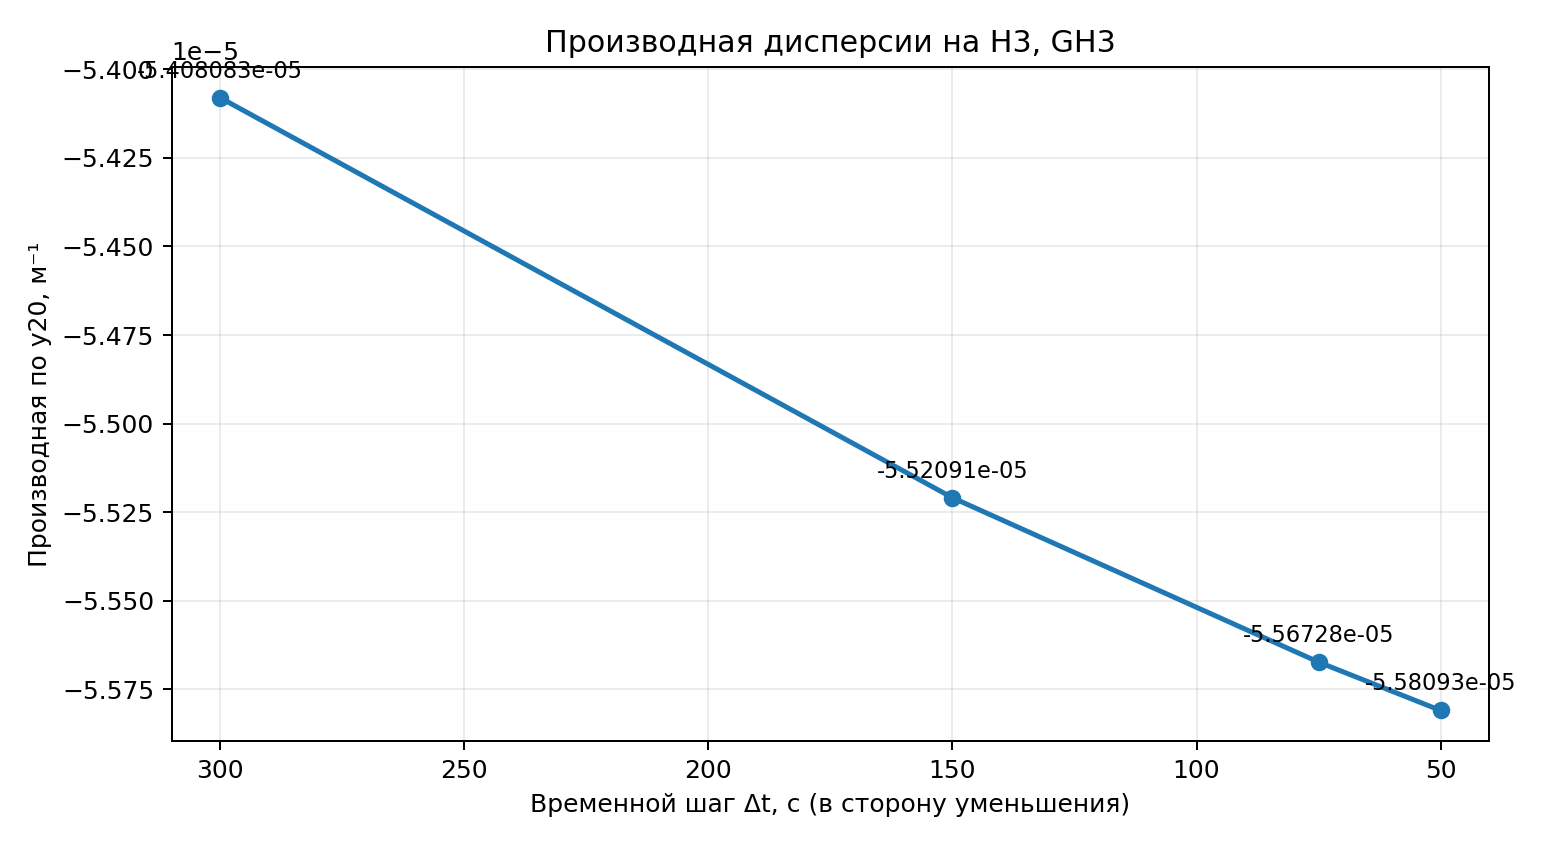 Производная дисперсии на H3, GH3
1e−5
−5.400
-5.408083e-05
−5.425
−5.450
−5.475
−5.500
-5.52091e-05
−5.525
−5.550
-5.56728e-05
−5.575
-5.58093e-05
Производная по y20, м⁻¹
300 250 200 150 100 50
Временной шаг Δt, с (в сторону уменьшения)